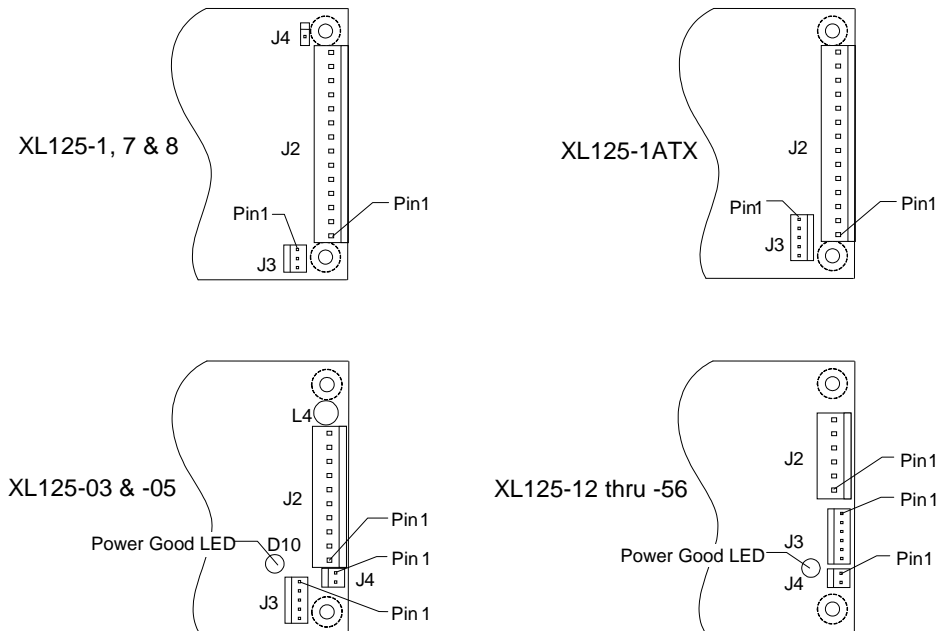 J4
XL125-1, 7 & 8
J2
Pin1
Pin1
J3
XL125-1ATX
J2
Pin1
Pin1
J3
L4
XL125-03 & -05
J2
Pin 1
Power Good LED
D10
Pin 1
J4
J3
Pin 1
XL125-12 thru -56
J2
Pin1
Pin1
J3
Power Good LED
Pin1
J4